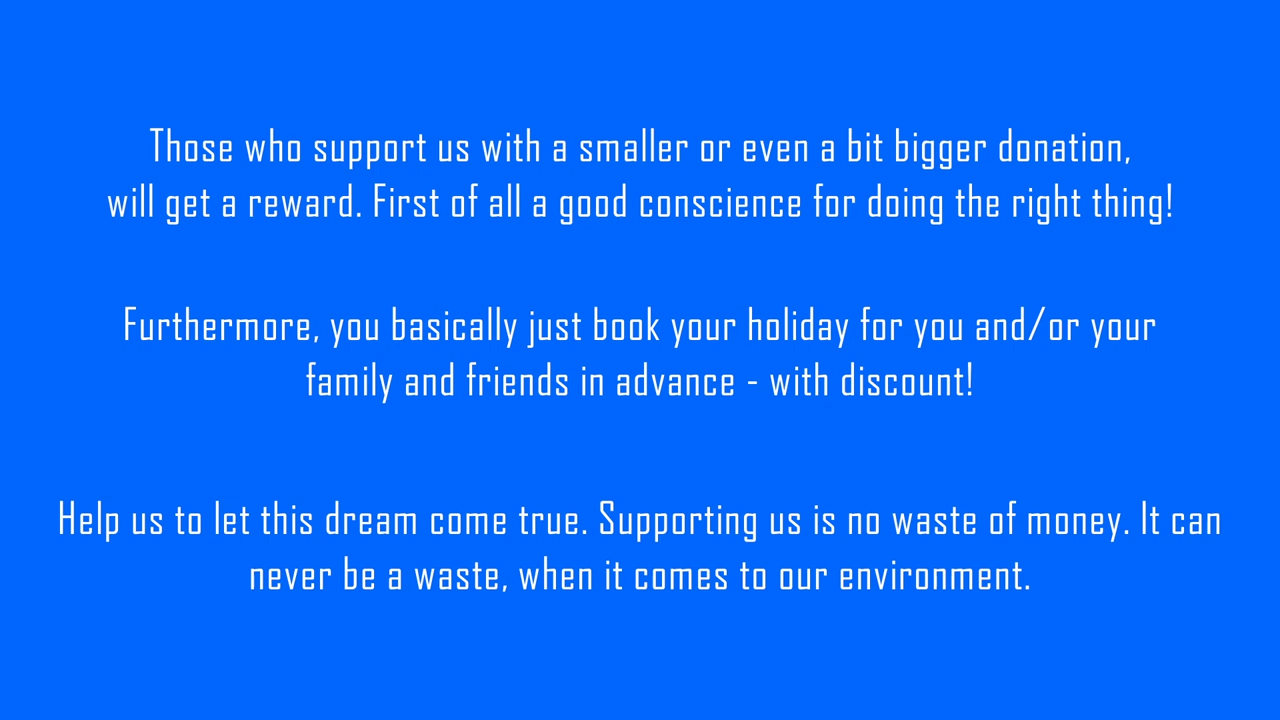 Those who support us with a smaller or even a bit bigger donation,
will get a reward. First of all a good conscience for doing the right thing!
Furthermore, you basically just book your holiday for you and/or your
family and friends in advance - with discount!
Help us to let this dream come true. Supporting us is no waste of money. It can
never be a waste, when it comes to our environment.